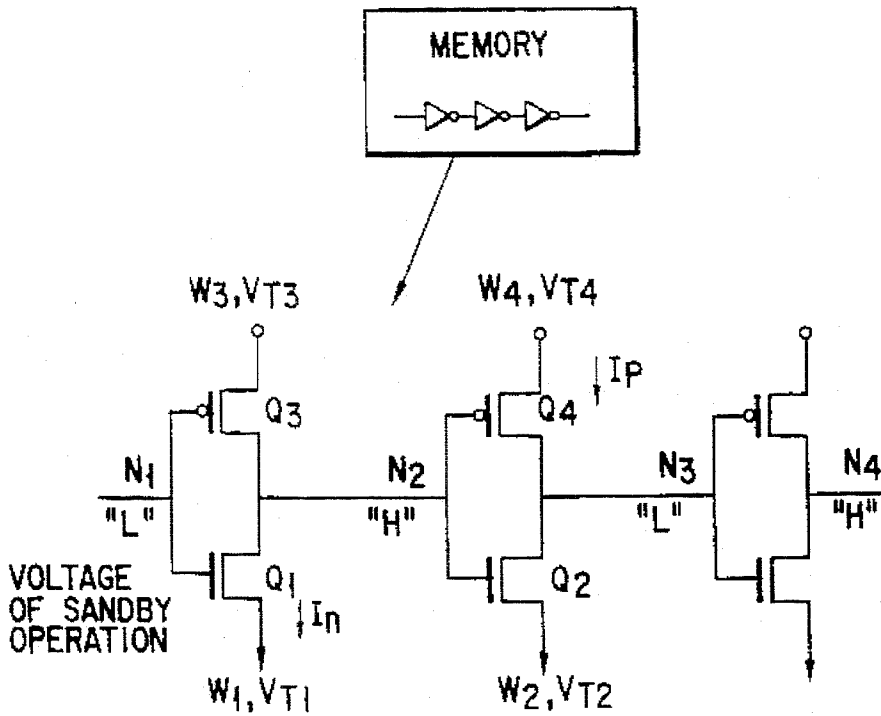 MEMORY
W3,VT3
W4,VT4
IP
Q3
Q4
N1
N2
N3
N4
"L"
"H"
"L"
"H"
VOLTAGE
OF SANDBY
OPERATION
Q1
Q2
In
W1,VT1
W2,VT2